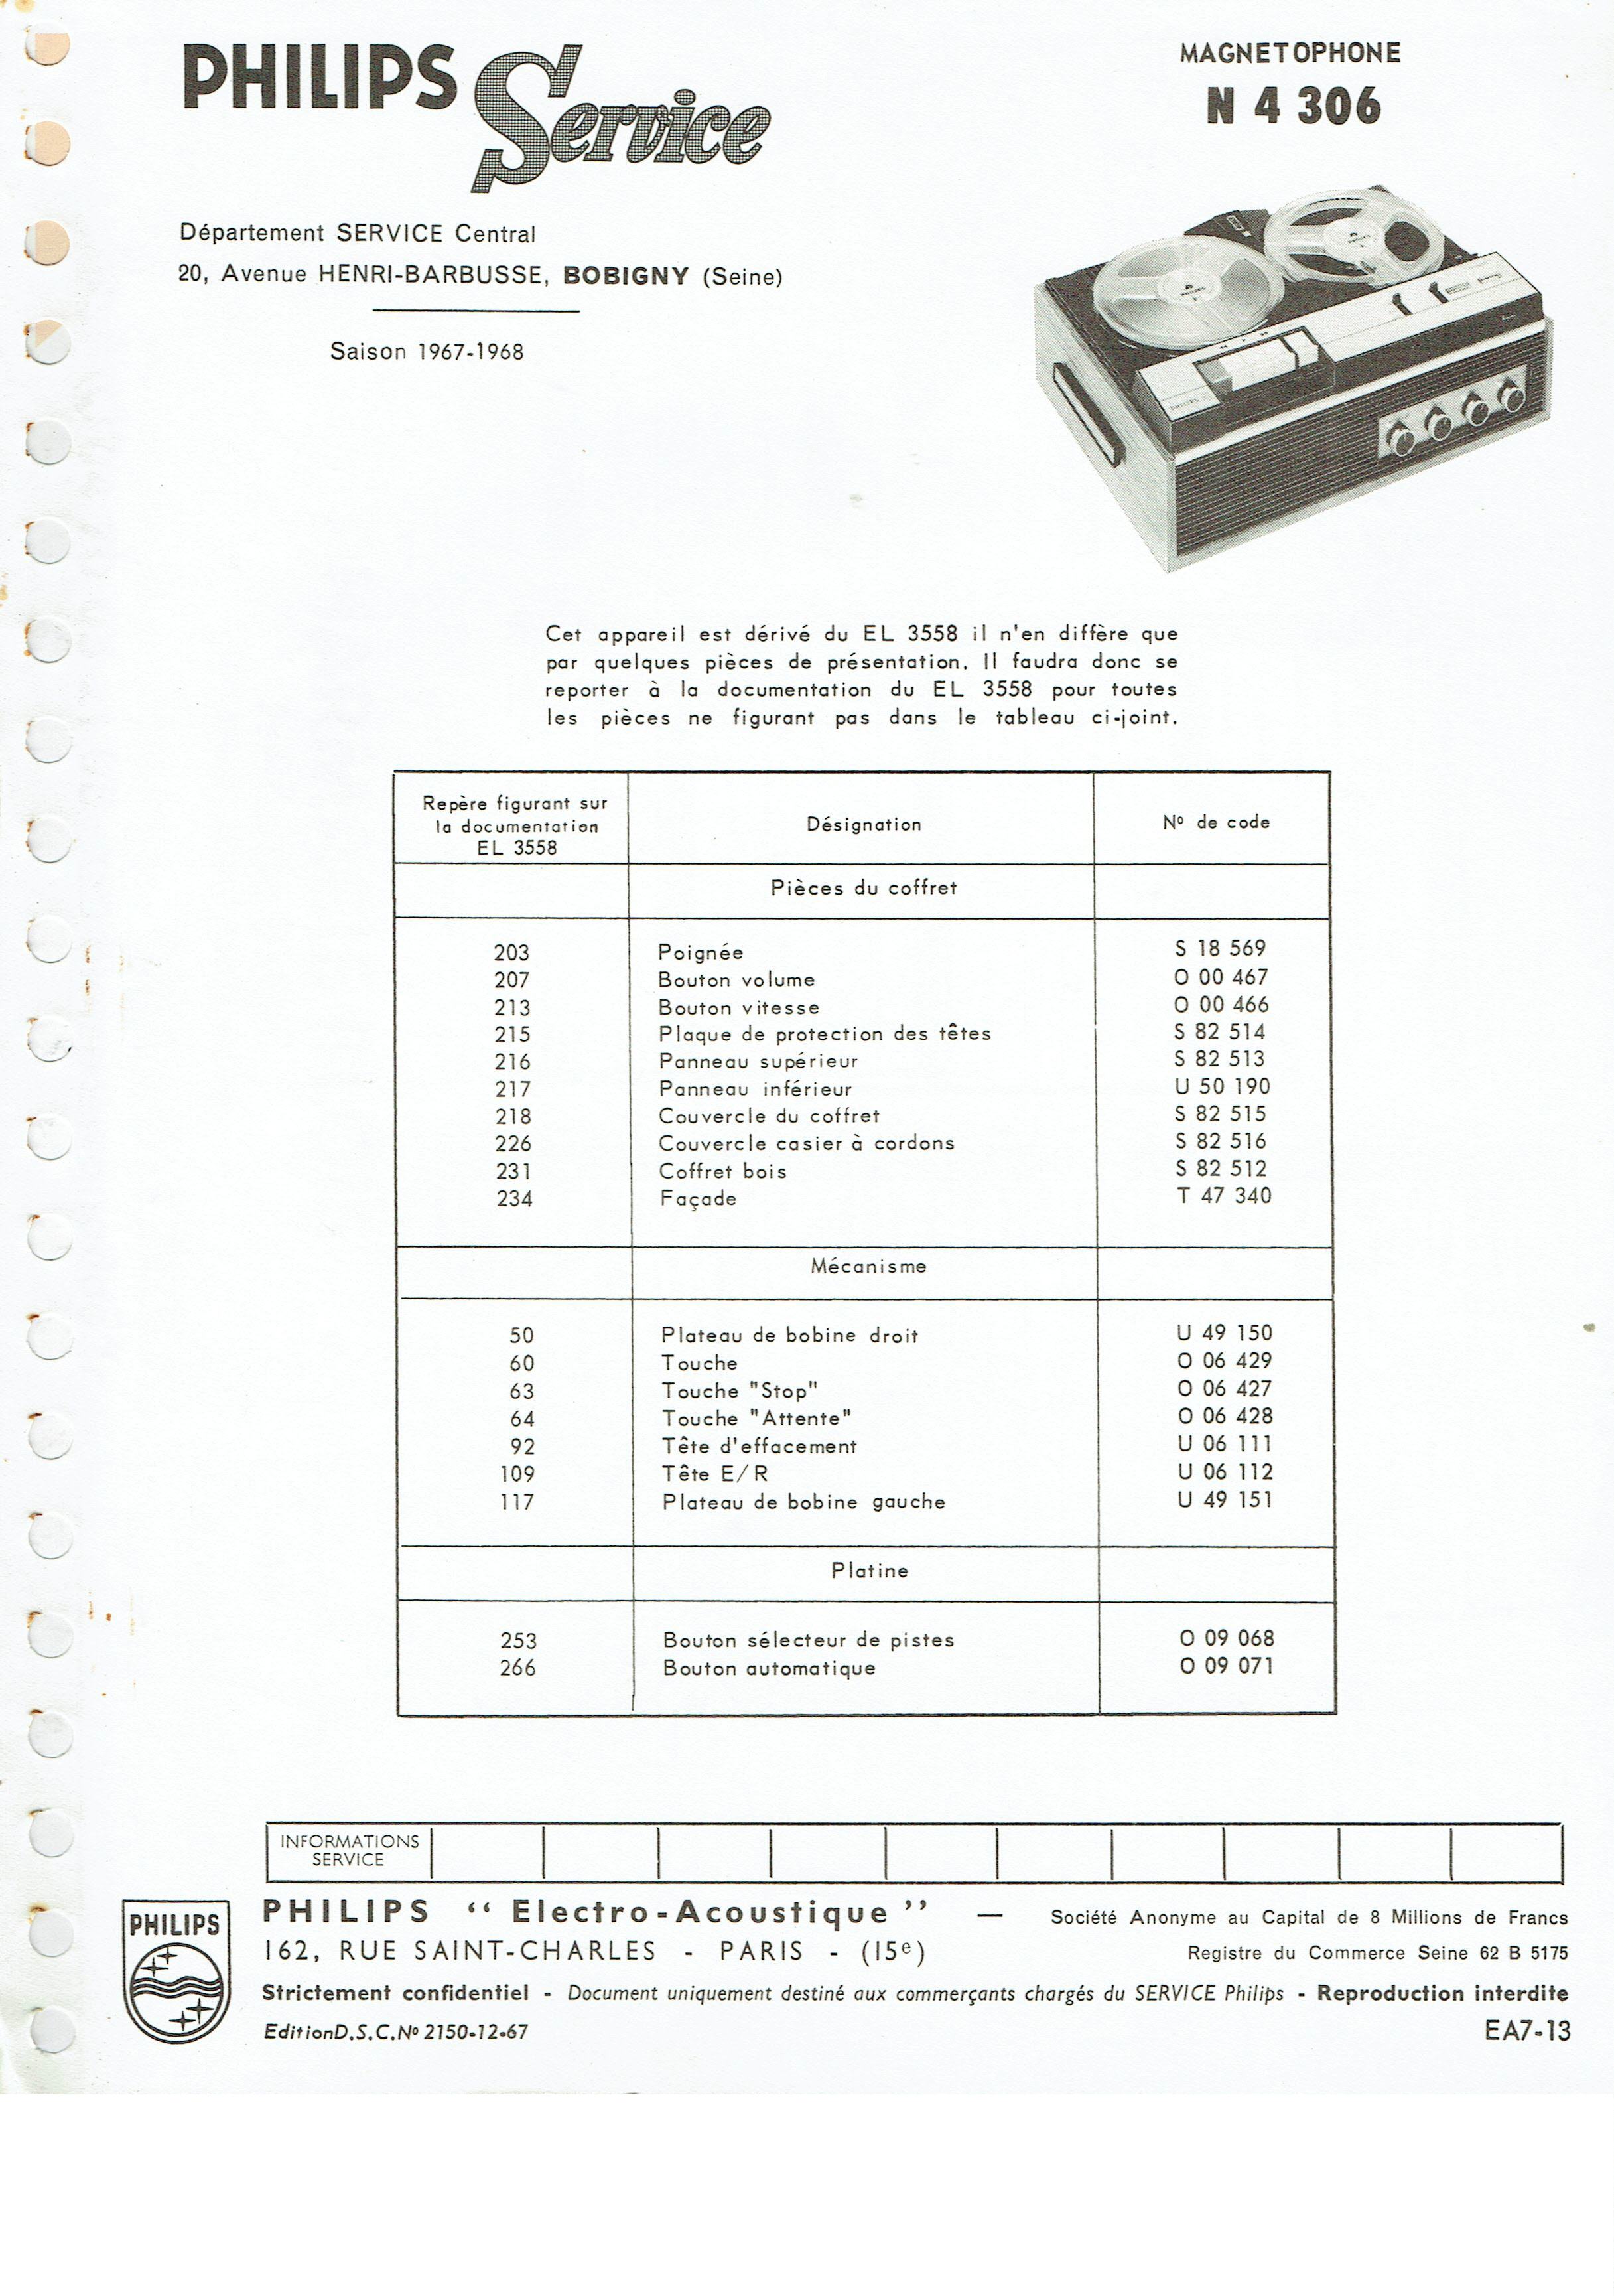 PHILIPS Service
MAGNETOPHONE
N 4 306
Département SERVICE Central
20, Avenue HENRI-BARBUSSE, BOBIGNY (Seine)
Saison 1967-1968
PHILIPS
Cet appareil est dérivé du EL 3558 il n'en diffère que
par quelques pièces de présentation. Il faudra donc se
reporter à la documentation du EL 3558 pour toutes
les pièces ne figurant pas dans le tableau ci-joint.
Repère figurant sur
la documentation
EL 3558
Désignation
Nº de code
Pièces du coffret
203 Poignée S 18 569
207 Bouton volume O 00 467
213 Bouton vitesse O 00 466
215 Plaque de protection des têtes S 82 514
216 Panneau supérieur S 82 513
217 Panneau inférieur U 50 190
218 Couvercle du coffret S 82 515
226 Couvercle casier à cordons S 82 516
231 Coffret bois S 82 512
234 Façade T 47 340
Mécanisme
50 Plateau de bobine droit U 49 150
60 Touche O 06 429
63 Touche "Stop" O 06 427
64 Touche "Attente" O 06 428
92 Tête d'effacement U 06 111
109 Tête E/R U 06 112
117 Plateau de bobine gauche U 49 151
Platine
253 Bouton sélecteur de pistes O 09 068
266 Bouton automatique O 09 071
INFORMATIONS
SERVICE
PHILIPS
PHILIPS “ Electro-Acoustique ” — Société Anonyme au Capital de 8 Millions de Francs
162, RUE SAINT-CHARLES - PARIS - (15e) Registre du Commerce Seine 62 B 5175
Strictement confidentiel - Document uniquement destiné aux commerçants chargés du SERVICE Philips - Reproduction interdite
EditionD.S.C.Nº 2150-12-67 EA7-13